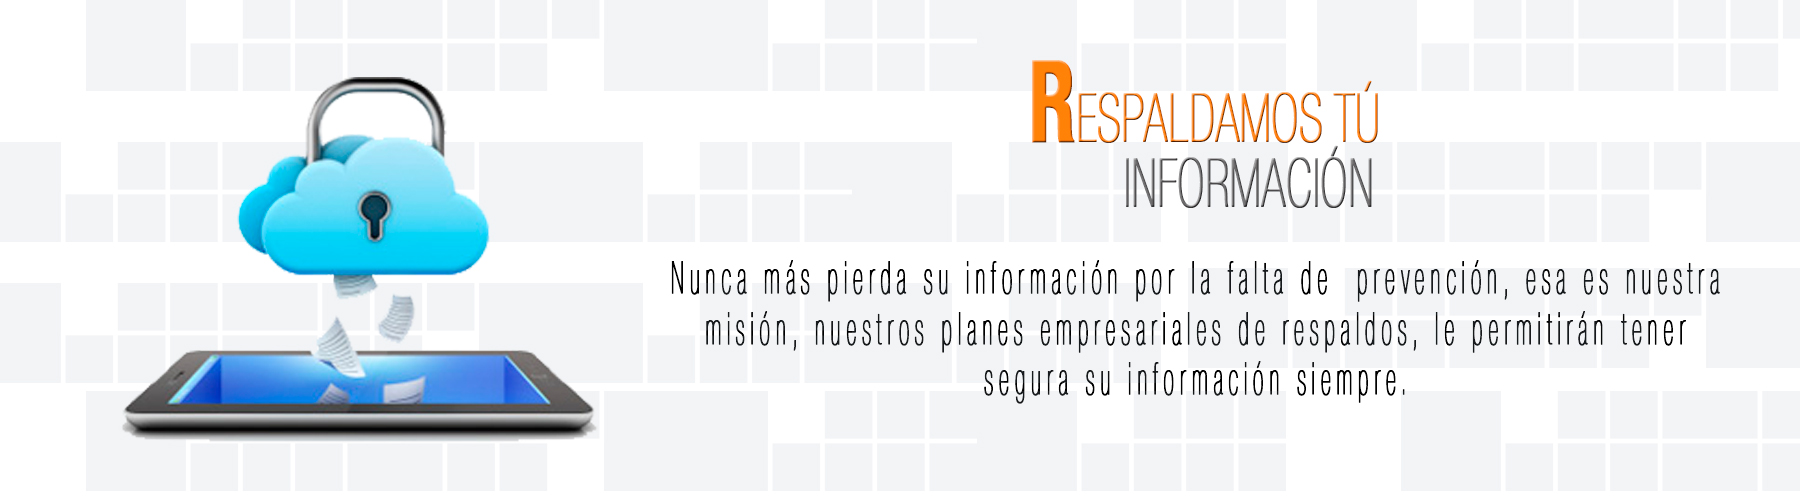 RESPALDAMOS TÚ
INFORMACIÓN
Nunca más pierda su información por la falta de prevención, esa es nuestra
misión, nuestros planes empresariales de respaldos, le permitirán tener
segura su información siempre.